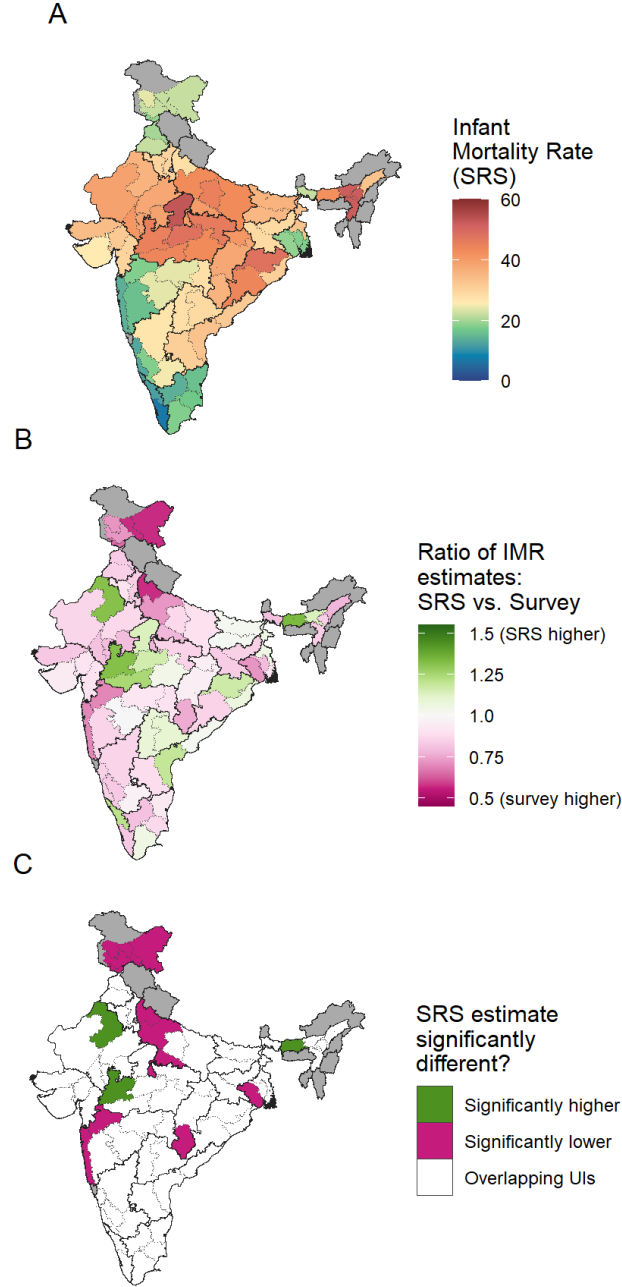 A
Infant
Mortality Rate
(SRS)
60
40
20
0
B
Ratio of IMR
estimates:
SRS vs. Survey
1.5 (SRS higher)
1.25
1.0
0.75
0.5 (survey higher)
C
SRS estimate
significantly
different?
Significantly higher
Significantly lower
Overlapping UIs